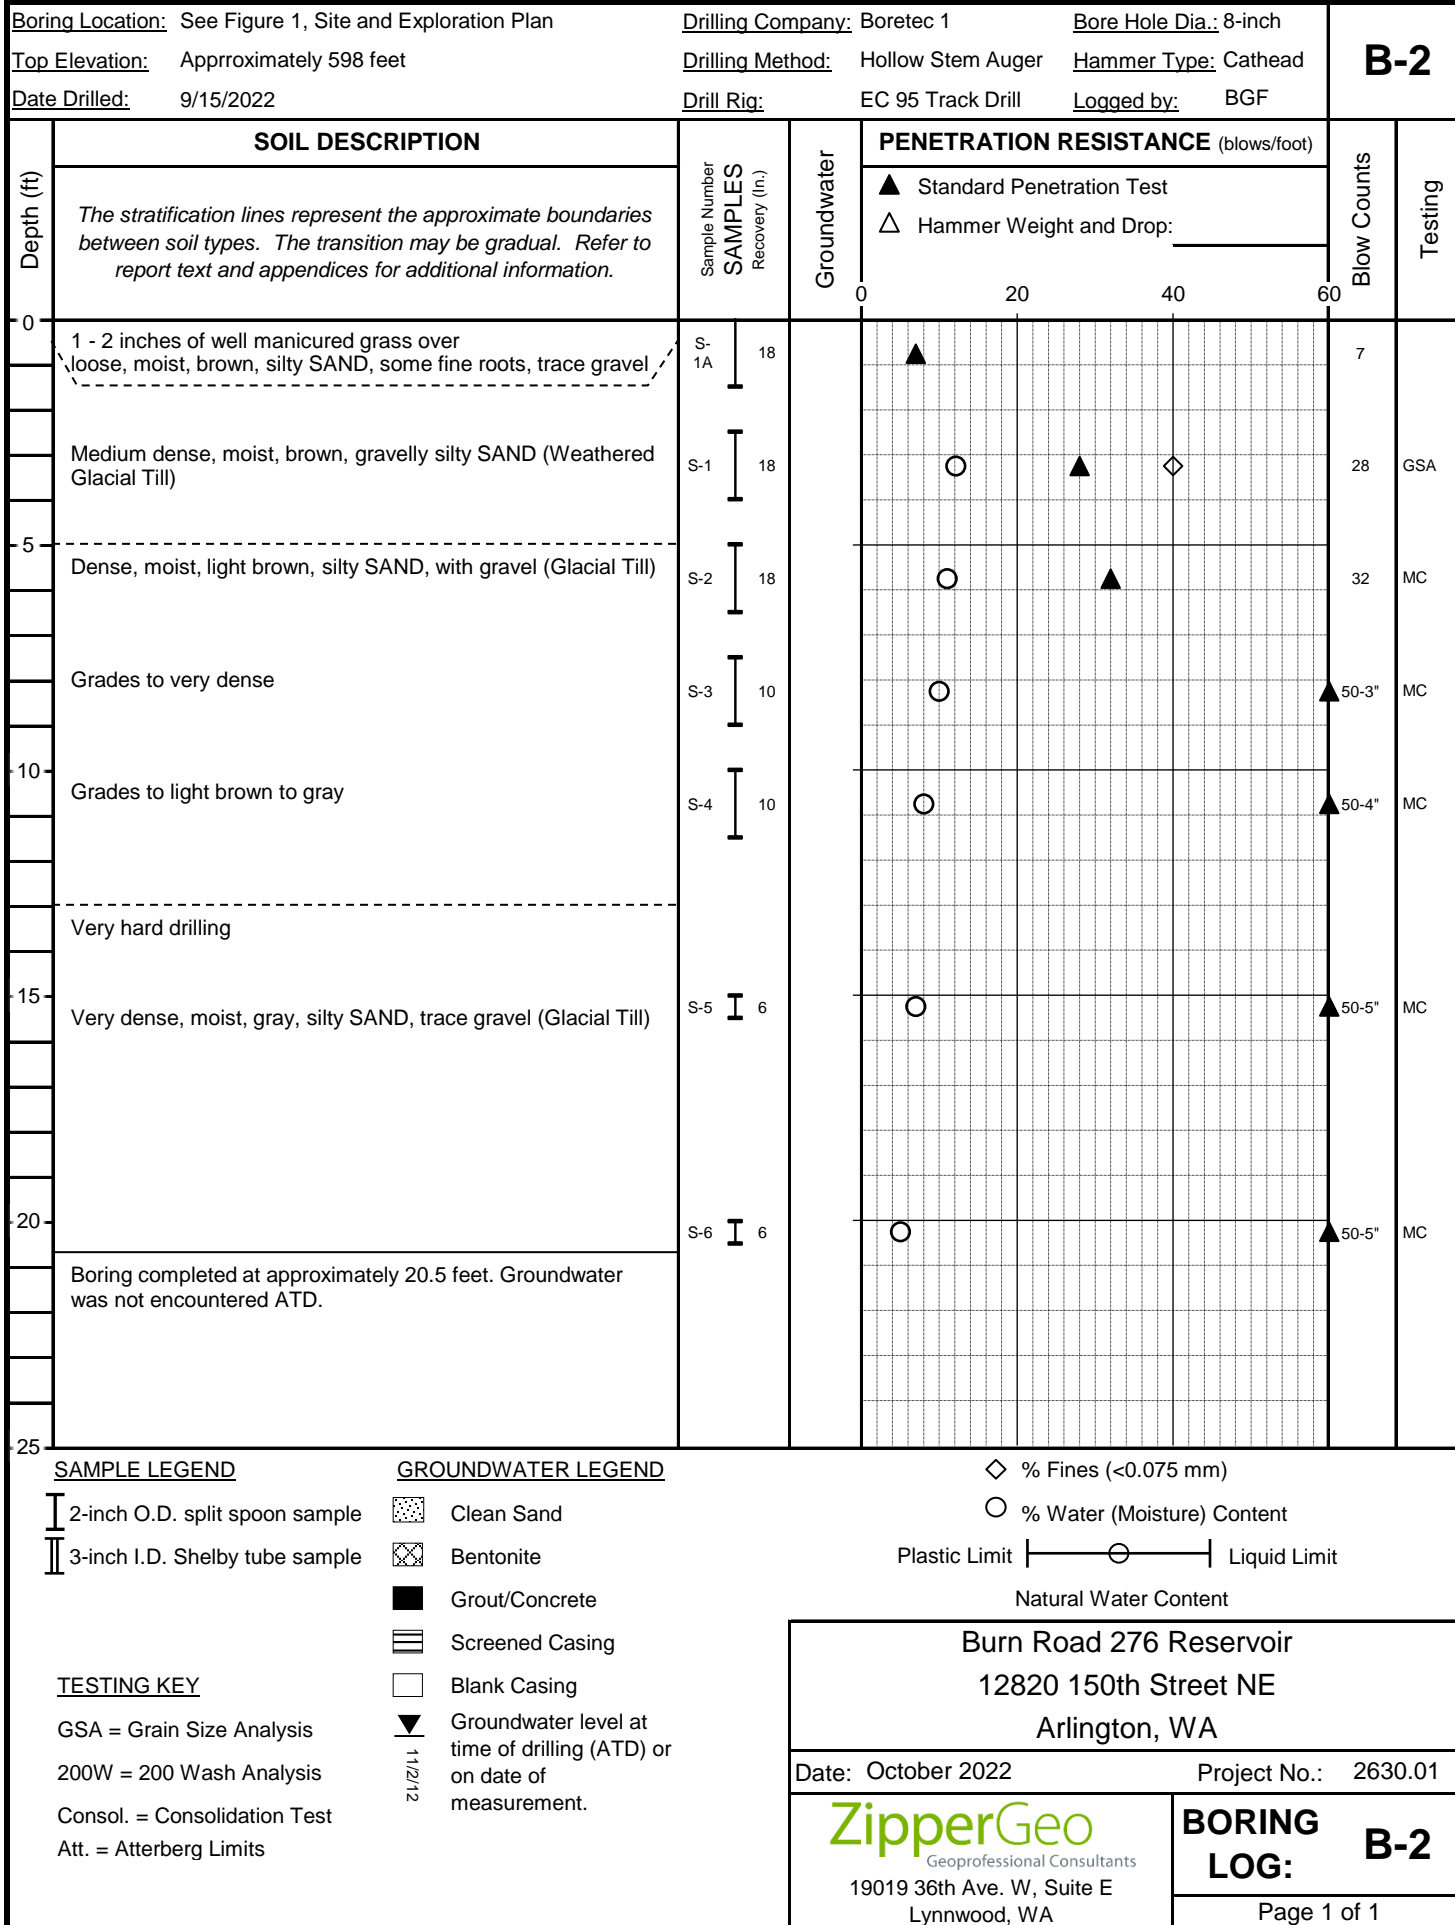 Boring Location: See Figure 1, Site and Exploration Plan Drilling Company: Boretec 1 Bore Hole Dia.: 8-inch
Top Elevation: Apprroximately 598 feet Drilling Method: Hollow Stem Auger Hammer Type: Cathead
Date Drilled: 9/15/2022 Drill Rig: EC 95 Track Drill Logged by: BGF
B-2
Depth (ft)
SOIL DESCRIPTION
The stratification lines represent the approximate boundaries
between soil types. The transition may be gradual. Refer to
report text and appendices for additional information.
Sample Number
SAMPLES
Recovery (In.)
Groundwater
PENETRATION RESISTANCE (blows/foot)
Standard Penetration Test
Hammer Weight and Drop:
0 20 40 60
Blow Counts
Testing
0
1 - 2 inches of well manicured grass over
loose, moist, brown, silty SAND, some fine roots, trace gravel
S-
1A
18
7
Medium dense, moist, brown, gravelly silty SAND (Weathered
Glacial Till)
S-1 18 28 GSA
5
Dense, moist, light brown, silty SAND, with gravel (Glacial Till)
S-2 18 32 MC
Grades to very dense
S-3 10 50-3" MC
10
Grades to light brown to gray
S-4 10 50-4" MC
Very hard drilling
15
Very dense, moist, gray, silty SAND, trace gravel (Glacial Till)
S-5 6 50-5" MC
20
S-6 6 50-5" MC
Boring completed at approximately 20.5 feet. Groundwater
was not encountered ATD.
25
SAMPLE LEGEND
2-inch O.D. split spoon sample
3-inch I.D. Shelby tube sample
TESTING KEY
GSA = Grain Size Analysis
200W = 200 Wash Analysis
Consol. = Consolidation Test
Att. = Atterberg Limits
GROUNDWATER LEGEND
Clean Sand
Bentonite
Grout/Concrete
Screened Casing
Blank Casing
11/2/12
Groundwater level at
time of drilling (ATD) or
on date of
measurement.
% Fines (<0.075 mm)
% Water (Moisture) Content
Plastic Limit Liquid Limit
Natural Water Content
Burn Road 276 Reservoir
12820 150th Street NE
Arlington, WA
Date: October 2022 Project No.: 2630.01
ZipperGeo
Geoprofessional Consultants
19019 36th Ave. W, Suite E
Lynnwood, WA
BORING
LOG:
B-2
Page 1 of 1